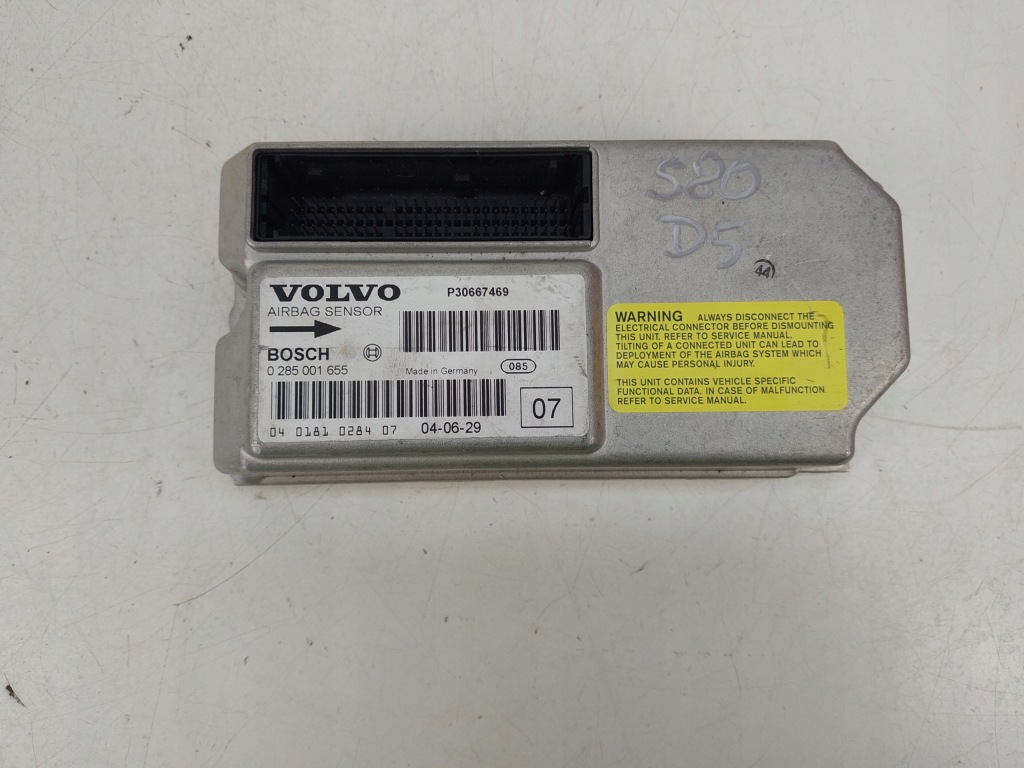 S80
D5
44
VOLVO P30667469
AIRBAG SENSOR
BOSCH
0 285 001 655 Made in Germany 085
04 0181 0284 07 04-06-29 07
WARNING ALWAYS DISCONNECT THE
ELECTRICAL CONNECTOR BEFORE DISMOUNTING
THIS UNIT. REFER TO SERVICE MANUAL.
TILTING OF A CONNECTED UNIT CAN LEAD TO
DEPLOYMENT OF THE AIRBAG SYSTEM WHICH
MAY CAUSE PERSONAL INJURY.
THIS UNIT CONTAINS VEHICLE SPECIFIC
FUNCTIONAL DATA. IN CASE OF MALFUNCTION
REFER TO SERVICE MANUAL.